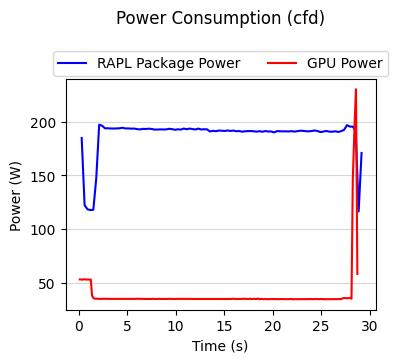 Power Consumption (cfd)
RAPL Package Power GPU Power
200
150
100
50
Power (W)
0 5 10 15 20 25 30
Time (s)